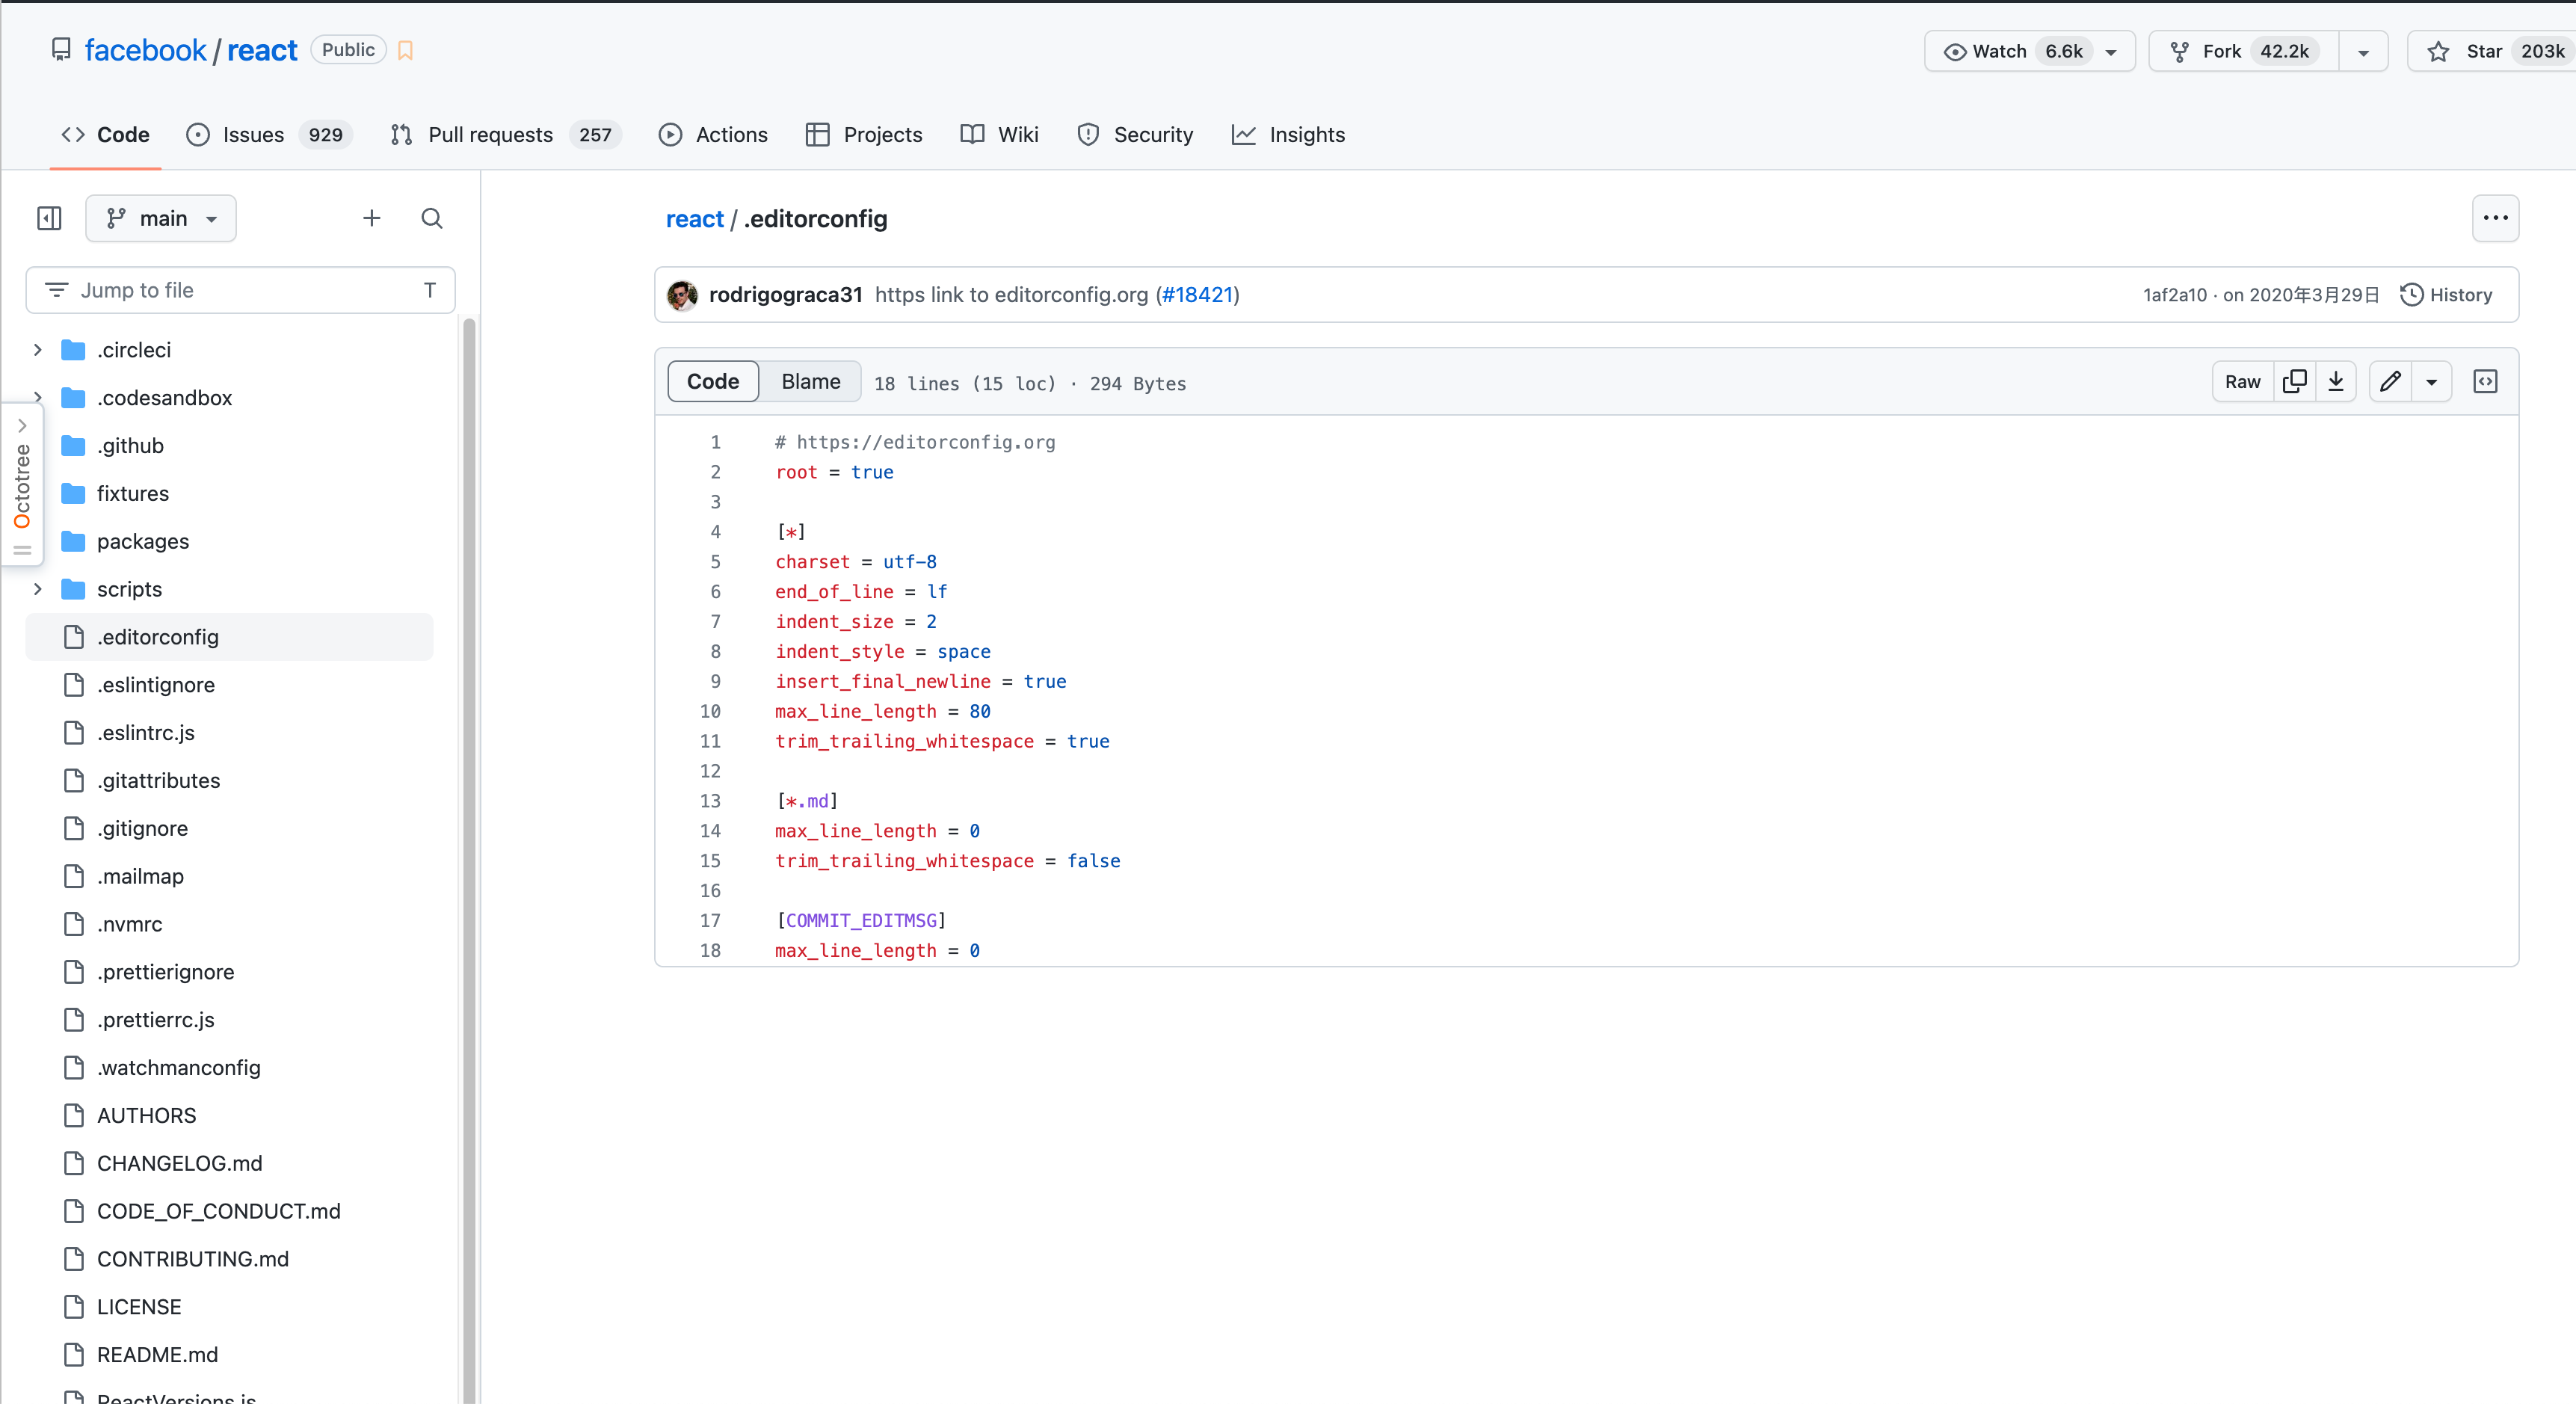 facebook / react Public Watch 6.6k Fork 42.2k Star 203k
Code Issues 929 Pull requests 257 Actions Projects Wiki Security Insights
main
Jump to file T
.circleci
.codesandbox
.github
fixtures
packages
scripts
.editorconfig
.eslintignore
.eslintrc.js
.gitattributes
.gitignore
.mailmap
.nvmrc
.prettierignore
.prettierrc.js
.watchmanconfig
AUTHORS
CHANGELOG.md
CODE_OF_CONDUCT.md
CONTRIBUTING.md
LICENSE
README.md
ReactVersions.js
Octotree
react / .editorconfig
rodrigograca31 https link to editorconfig.org (#18421) 1af2a10 · on 2020年3月29日 History
Code Blame 18 lines (15 loc) · 294 Bytes Raw
1 # https://editorconfig.org
2 root = true
3
4 [*]
5 charset = utf-8
6 end_of_line = lf
7 indent_size = 2
8 indent_style = space
9 insert_final_newline = true
10 max_line_length = 80
11 trim_trailing_whitespace = true
12
13 [*.md]
14 max_line_length = 0
15 trim_trailing_whitespace = false
16
17 [COMMIT_EDITMSG]
18 max_line_length = 0